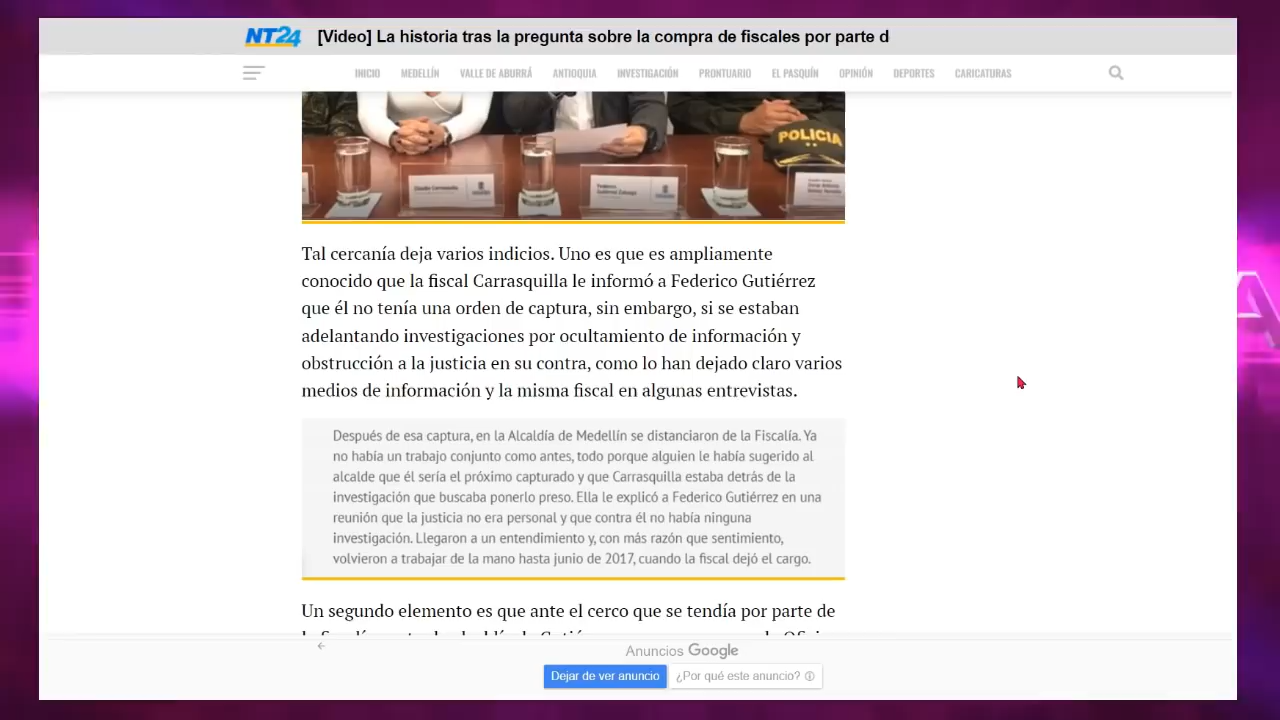 NT24
[Video] La historia tras la pregunta sobre la compra de fiscales por parte d
INICIO MEDELLÍN VALLE DE ABURRÁ ANTIOQUIA INVESTIGACIÓN PRONTUARIO EL PASQUÍN OPINIÓN DEPORTES CARICATURAS
POLICIA
Claudia Carrasquilla
Federico
Gutiérrez Zuluaga
Tal cercanía deja varios indicios. Uno es que es ampliamente
conocido que la fiscal Carrasquilla le informó a Federico Gutiérrez
que él no tenía una orden de captura, sin embargo, si se estaban
adelantando investigaciones por ocultamiento de información y
obstrucción a la justicia en su contra, como lo han dejado claro varios
medios de información y la misma fiscal en algunas entrevistas.
Después de esa captura, en la Alcaldía de Medellín se distanciaron de la Fiscalía. Ya
no había un trabajo conjunto como antes, todo porque alguien le había sugerido al
alcalde que él sería el próximo capturado y que Carrasquilla estaba detrás de la
investigación que buscaba ponerlo preso. Ella le explicó a Federico Gutiérrez en una
reunión que la justicia no era personal y que contra él no había ninguna
investigación. Llegaron a un entendimiento y, con más razón que sentimiento,
volvieron a trabajar de la mano hasta junio de 2017, cuando la fiscal dejó el cargo.
Un segundo elemento es que ante el cerco que se tendía por parte de
Anuncios Google
Dejar de ver anuncio ¿Por qué este anuncio?